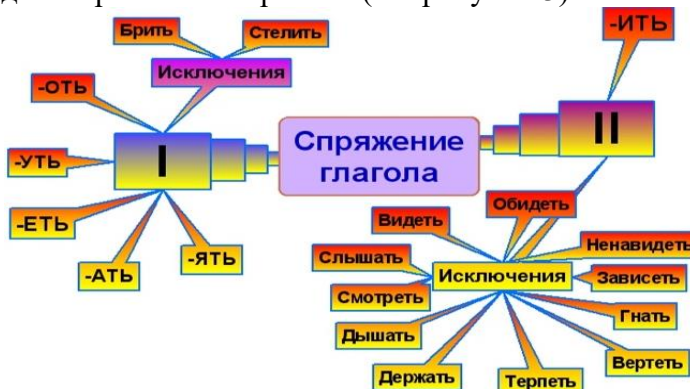 Брить
Стелить
Исключения
-ОТЬ
-УТЬ
-ЕТЬ
-АТЬ
-ЯТЬ
I
Спряжение
глагола
II
-ИТЬ
Обидеть
Видеть
Ненавидеть
Слышать
Исключения
Зависеть
Смотреть
Гнать
Дышать
Вертеть
Держать
Терпеть